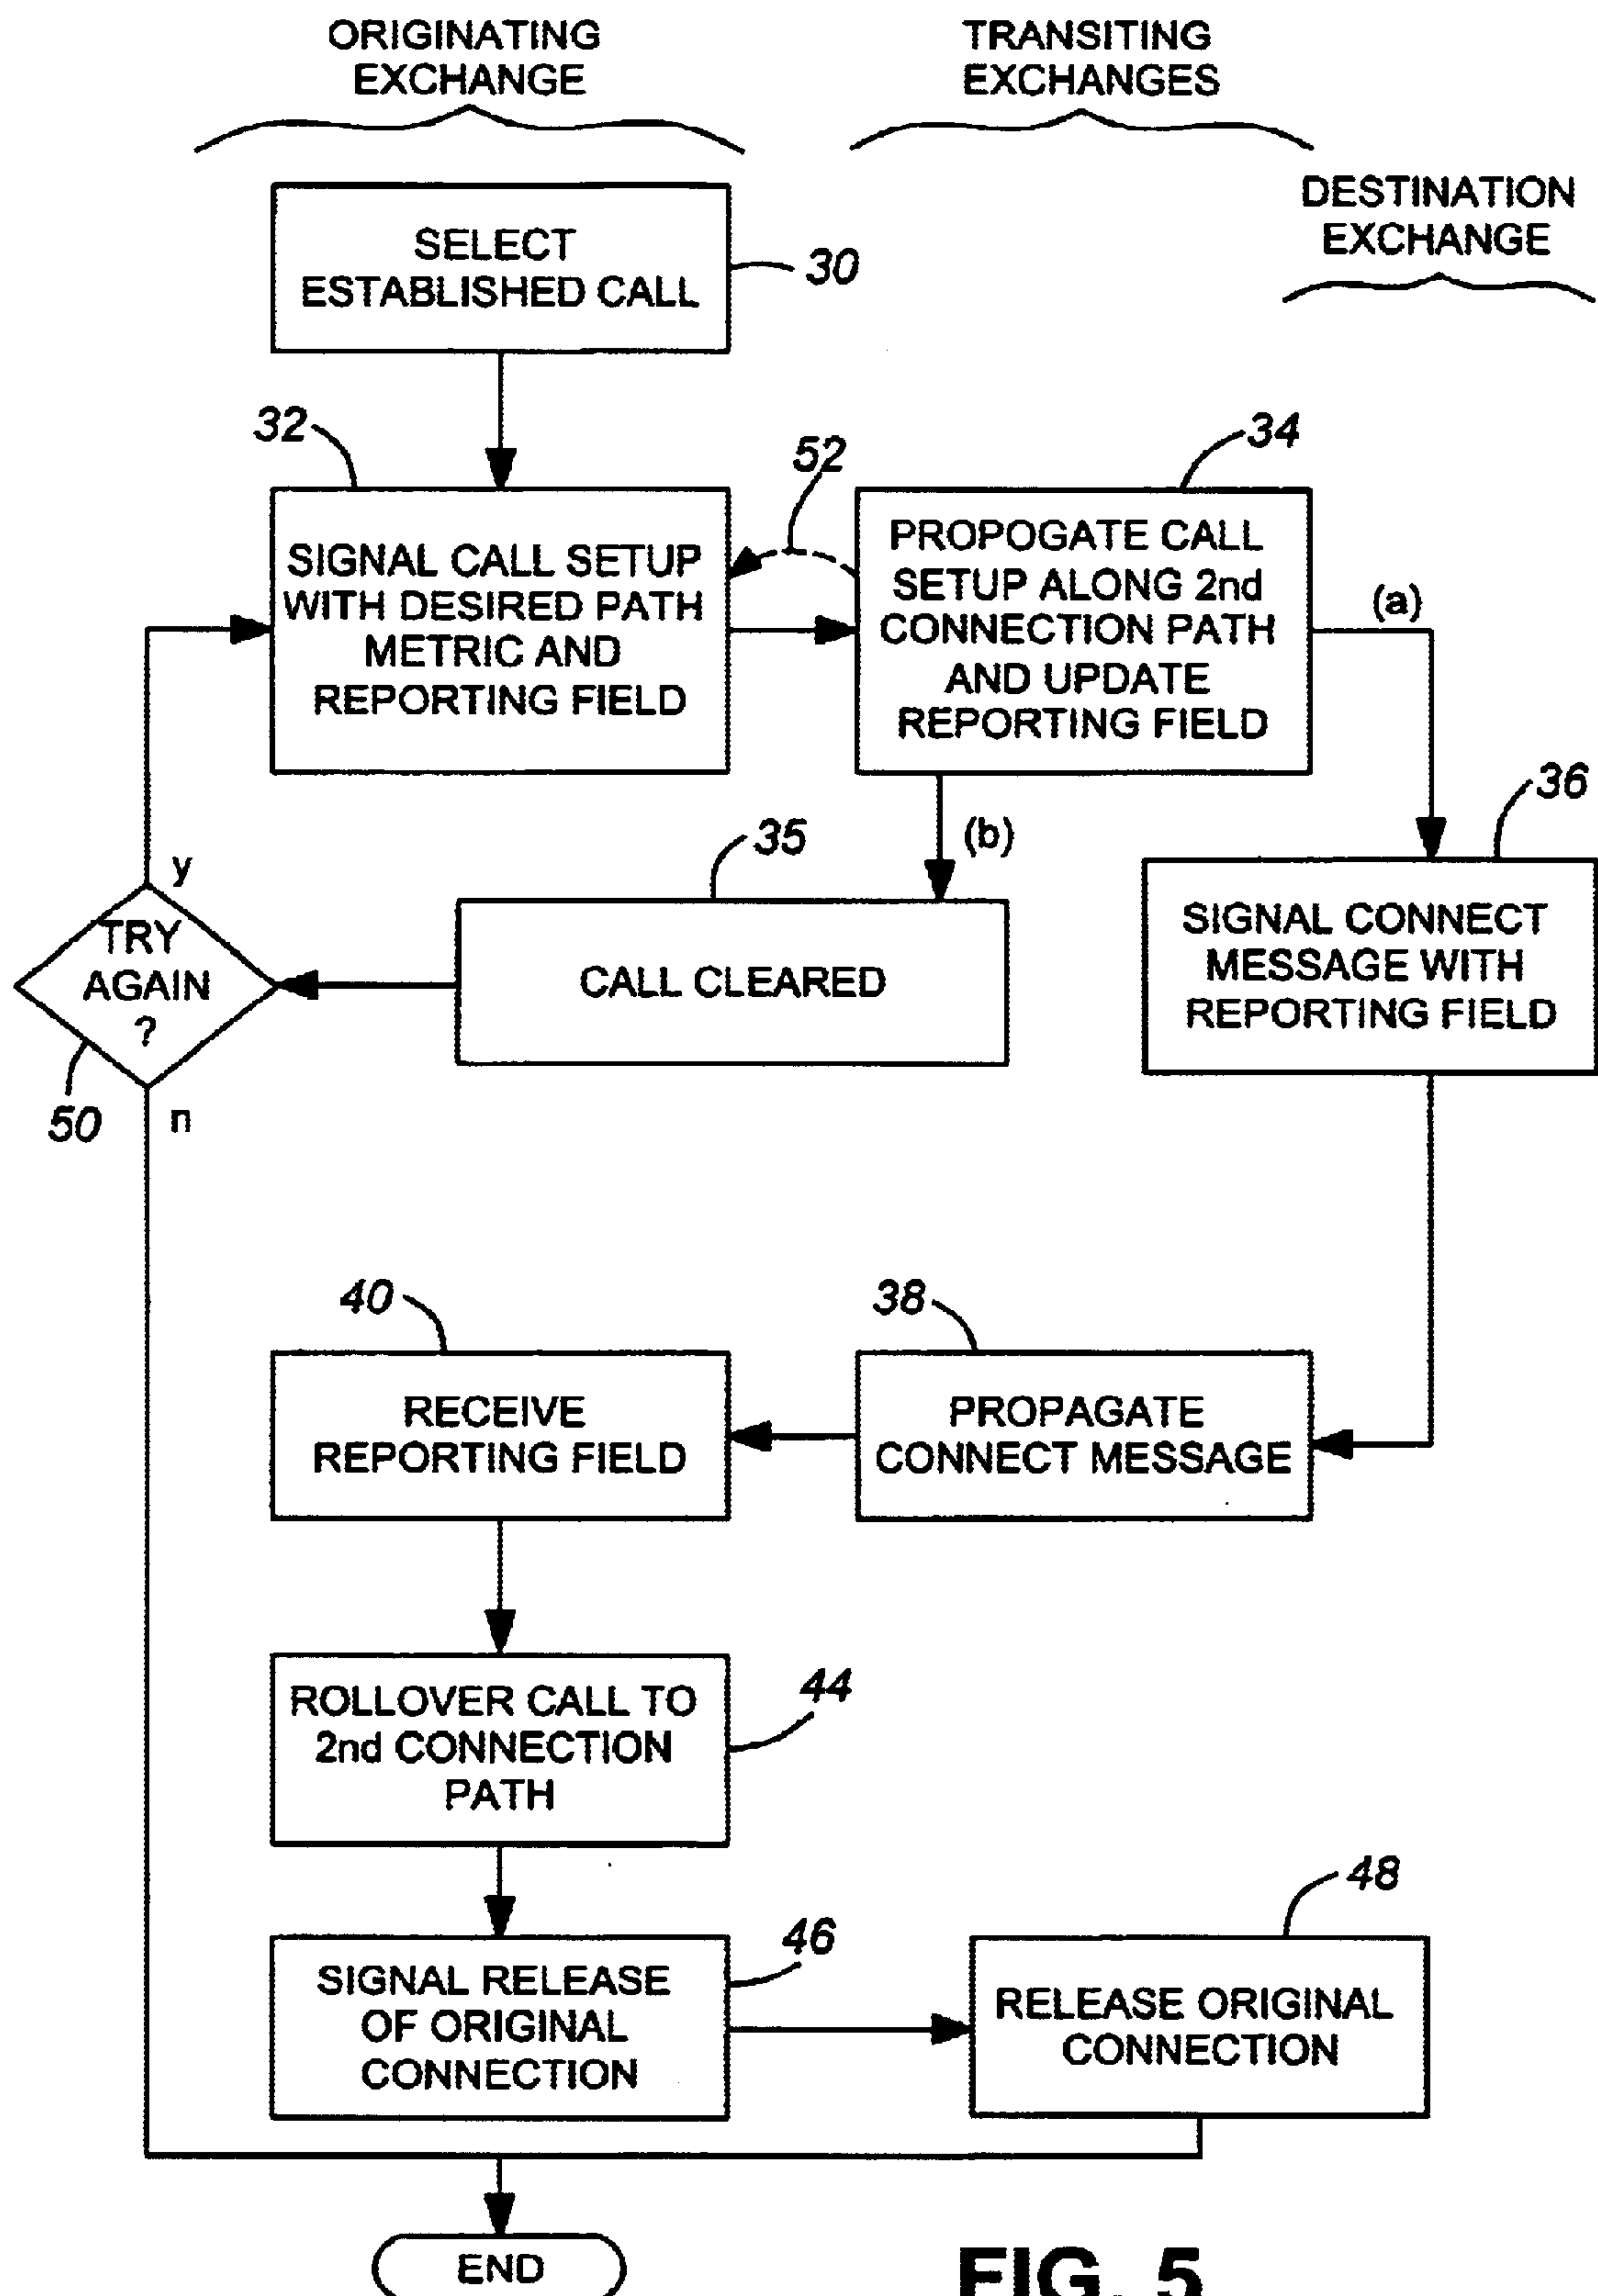 ORIGINATING
EXCHANGE
TRANSITING
EXCHANGES
DESTINATION
EXCHANGE
SELECT
ESTABLISHED CALL
30
32
52
34
SIGNAL CALL SETUP
WITH DESIRED PATH
METRIC AND
REPORTING FIELD
PROPOGATE CALL
SETUP ALONG 2nd
CONNECTION PATH
AND UPDATE
REPORTING FIELD
(a)
(b)
35
36
y
TRY
AGAIN
?
50
n
CALL CLEARED
SIGNAL CONNECT
MESSAGE WITH
REPORTING FIELD
40
38
RECEIVE
REPORTING FIELD
PROPAGATE
CONNECT MESSAGE
ROLLOVER CALL TO
2nd CONNECTION
PATH
44
46
48
SIGNAL RELEASE
OF ORIGINAL
CONNECTION
RELEASE ORIGINAL
CONNECTION
END
FIG. 5